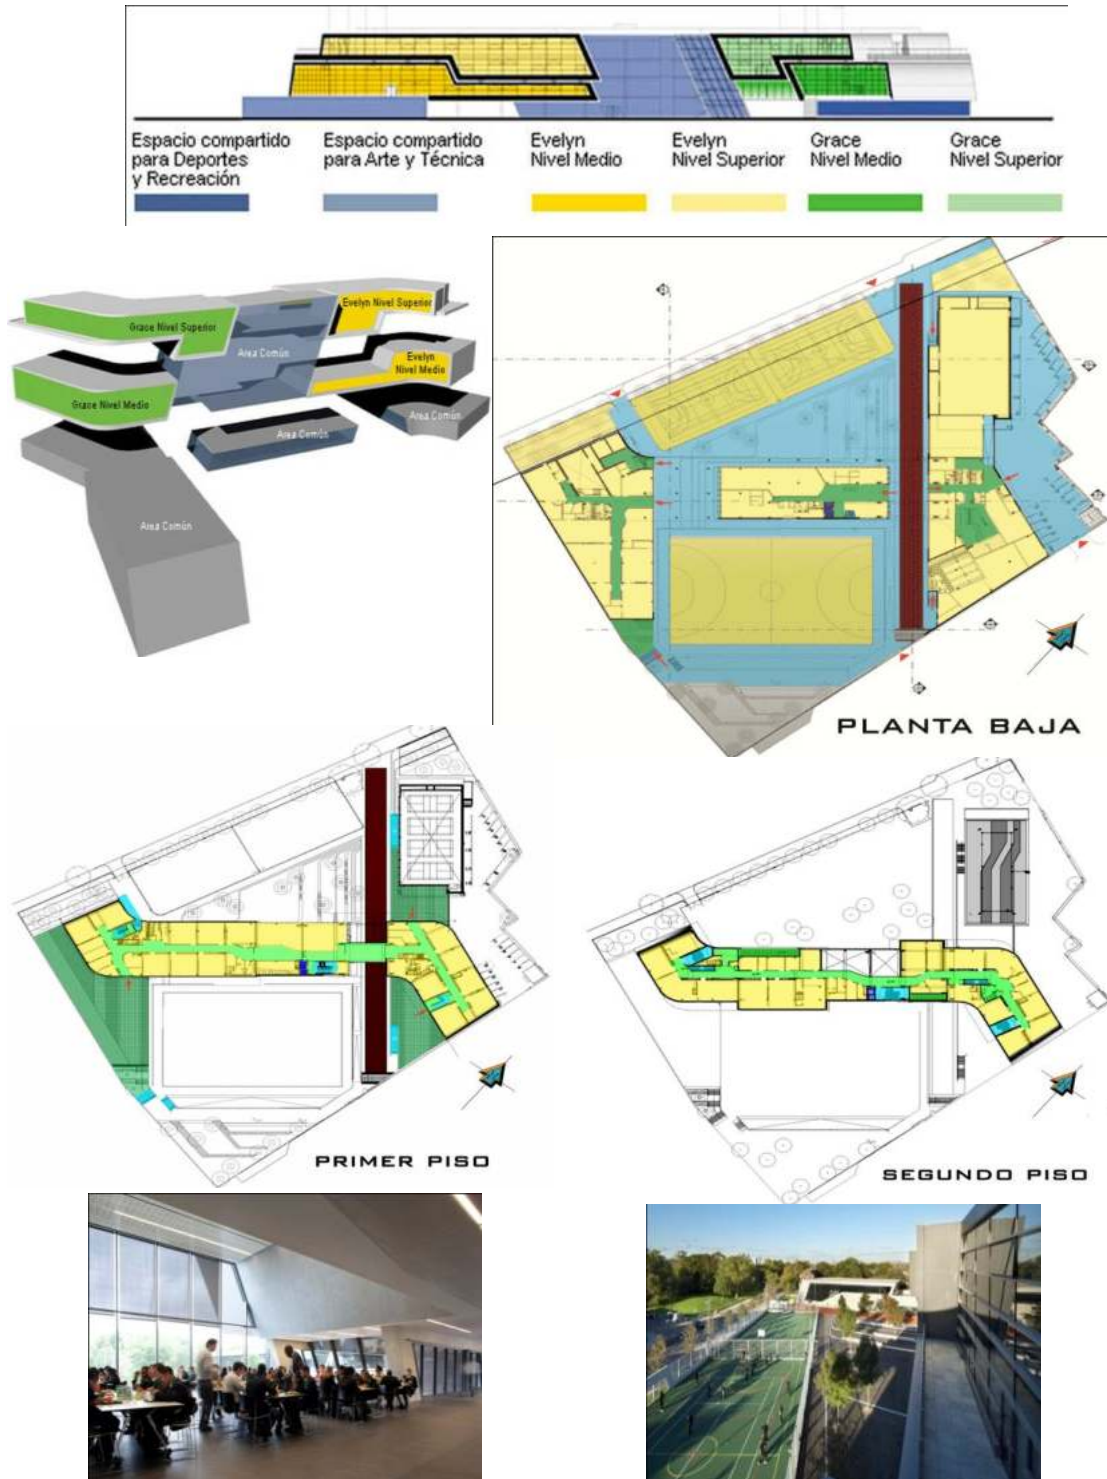 Espacio compartido
para Deportes
y Recreación
Espacio compartido
para Arte y Técnica
Evelyn
Nivel Medio
Evelyn
Nivel Superior
Grace
Nivel Medio
Grace
Nivel Superior
Grace Nivel Superior
Evelyn Nivel Superior
Area Común
Evelyn
Nivel Medio
Grace Nivel Medio
Area Común
Area Común
Area Común
PLANTA BAJA
PRIMER PISO
SEGUNDO PISO